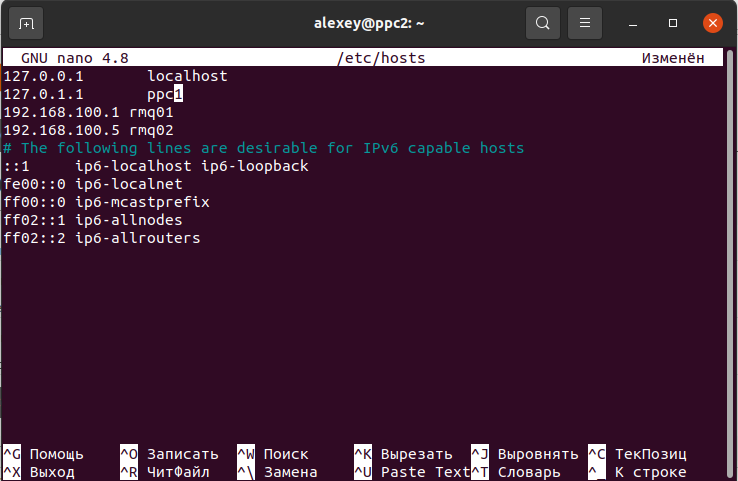 alexey@ppc2: ~
GNU nano 4.8 /etc/hosts Изменён
127.0.0.1 localhost
127.0.1.1 ppc1
192.168.100.1 rmq01
192.168.100.5 rmq02
# The following lines are desirable for IPv6 capable hosts
::1 ip6-localhost ip6-loopback
fe00::0 ip6-localnet
ff00::0 ip6-mcastprefix
ff02::1 ip6-allnodes
ff02::2 ip6-allrouters
^G Помощь ^O Записать ^W Поиск ^K Вырезать ^J Выровнять ^C ТекПозиц
^X Выход ^R ЧитФайл ^\ Замена ^U Paste Text ^T Словарь ^_ К строке